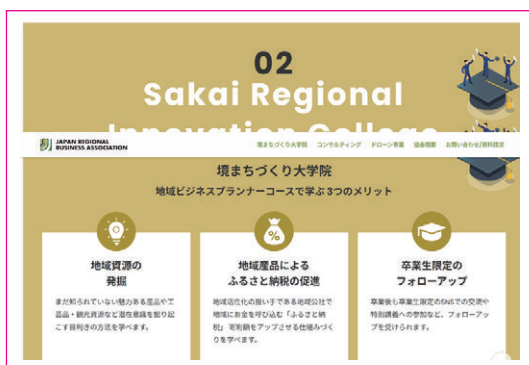 02
Sakai Regional
Innovation College
JAPAN REGIONAL
BUSINESS ASSOCIATION
境まちづくり大学院 コンサルティング ドローン事業 協会概要 お問い合わせ/資料請求
境まちづくり大学院
地域ビジネスプランナーコースで学ぶ3つのメリット
地域資源の
発掘
まだ知られていない魅力ある産品や工
芸品・観光資源など潜在意識を掘り起
こす目利きの方法を学べます。
%
地域産品による
ふるさと納税の促進
地域活性化の担い手である地域公社で
地域にお金を呼び込む「ふるさと納
税」 寄附額をアップさせる仕組みづく
りを学べます。
卒業生限定の
フォローアップ
卒業後も卒業生限定のSNSでの交流や
特別講義への参加など、フォローアッ
プを受けられます。